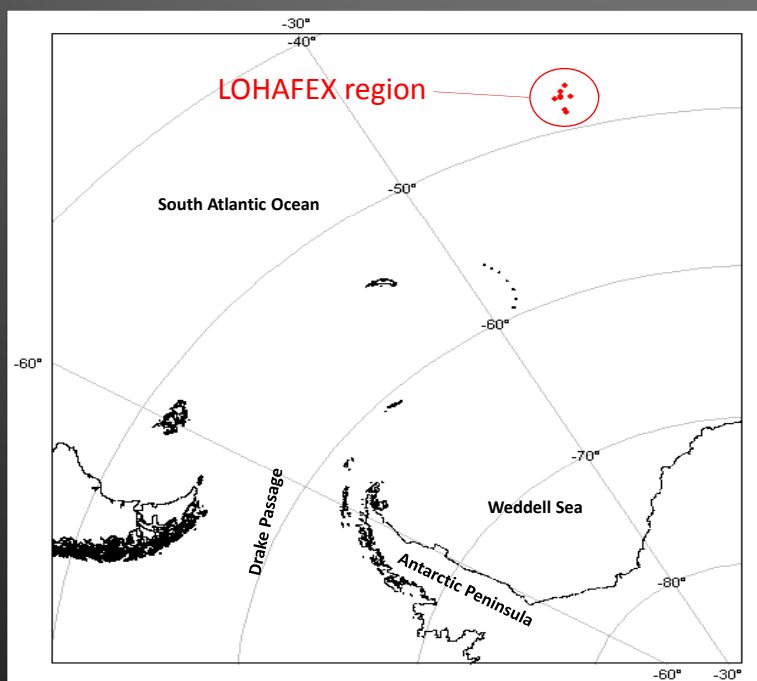 -30°
-40°
LOHAFEX region
-50°
South Atlantic Ocean
-60°
-60°
-70°
Weddell Sea
Drake Passage
Antarctic Peninsula
-80°
-60° -30°